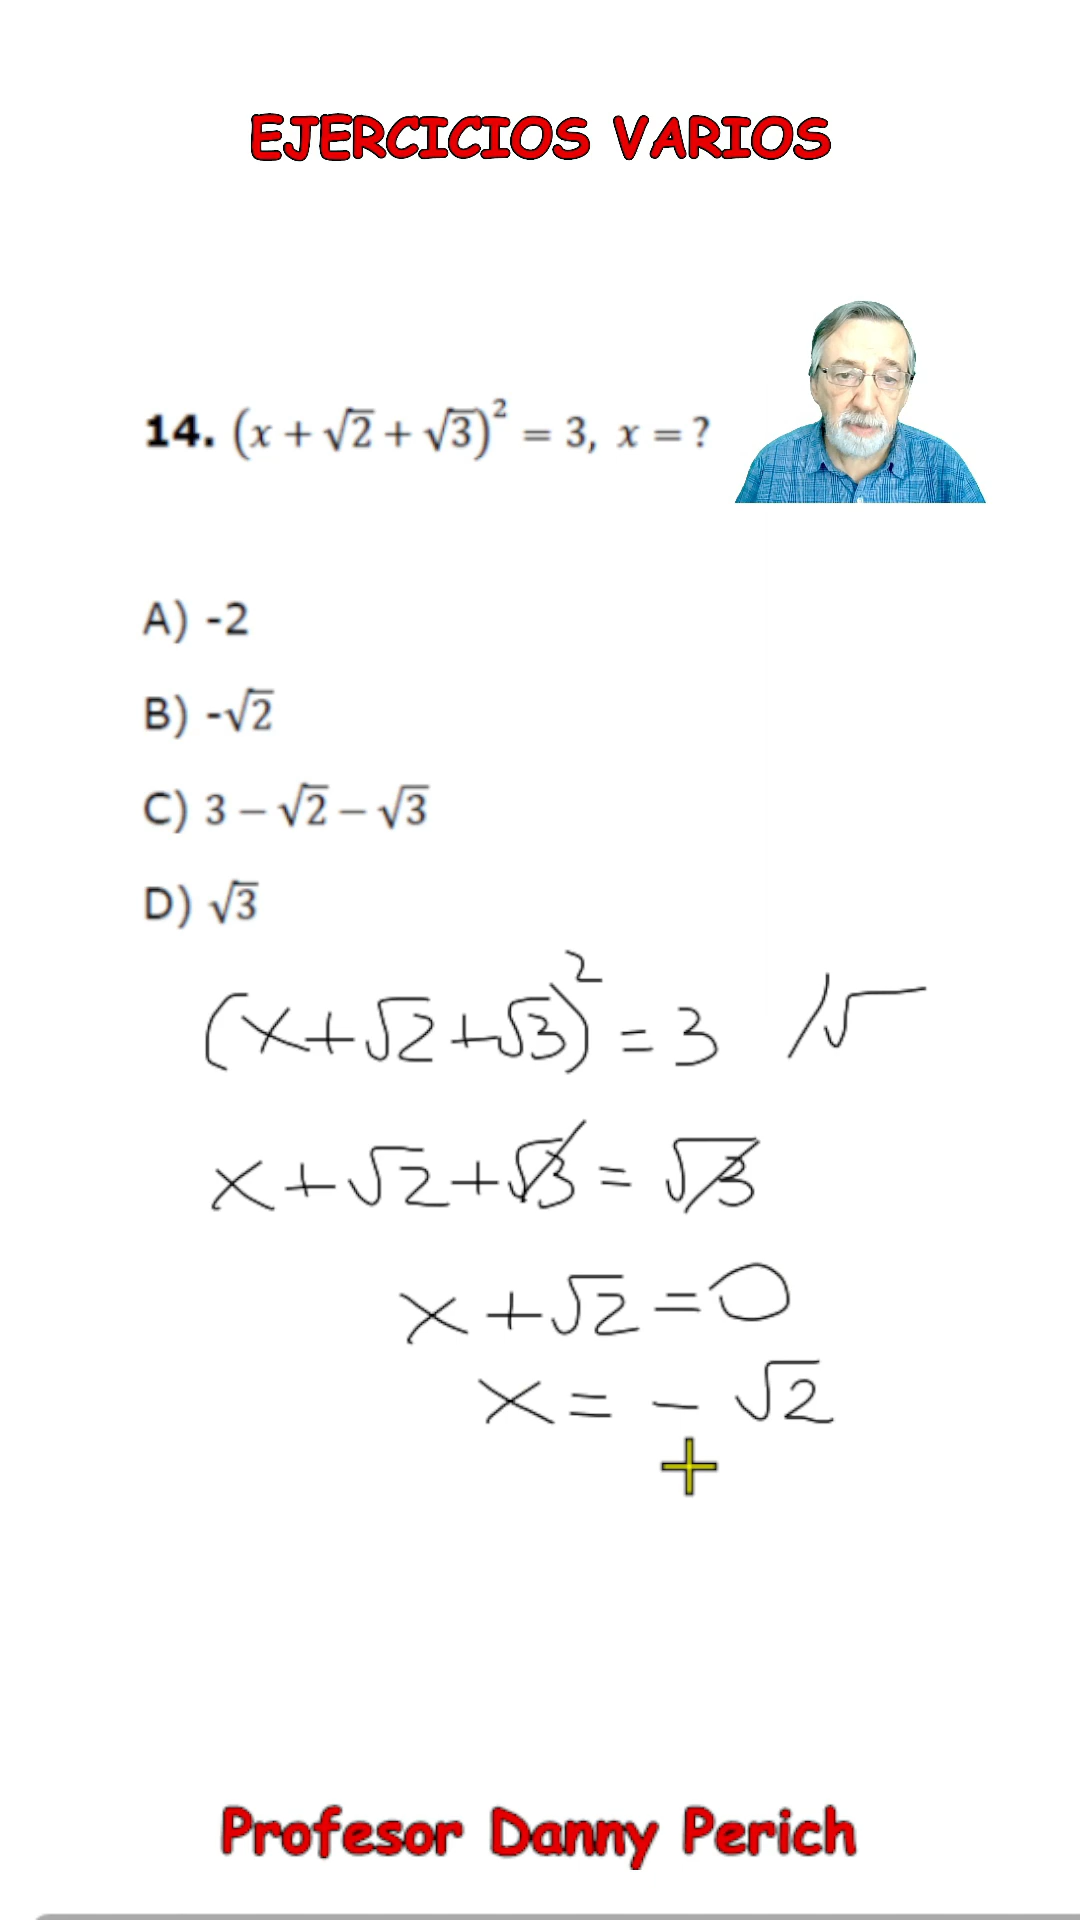 EJERCICIOS VARIOS
14. (x + √2 + √3)² = 3, x = ?
A) -2
B) -√2
C) 3 – √2 – √3
D) √3
(x+√2+√3)² = 3 /√
x+√2+√3 = √3
x+√2=0
x = - √2
Profesor Danny Perich